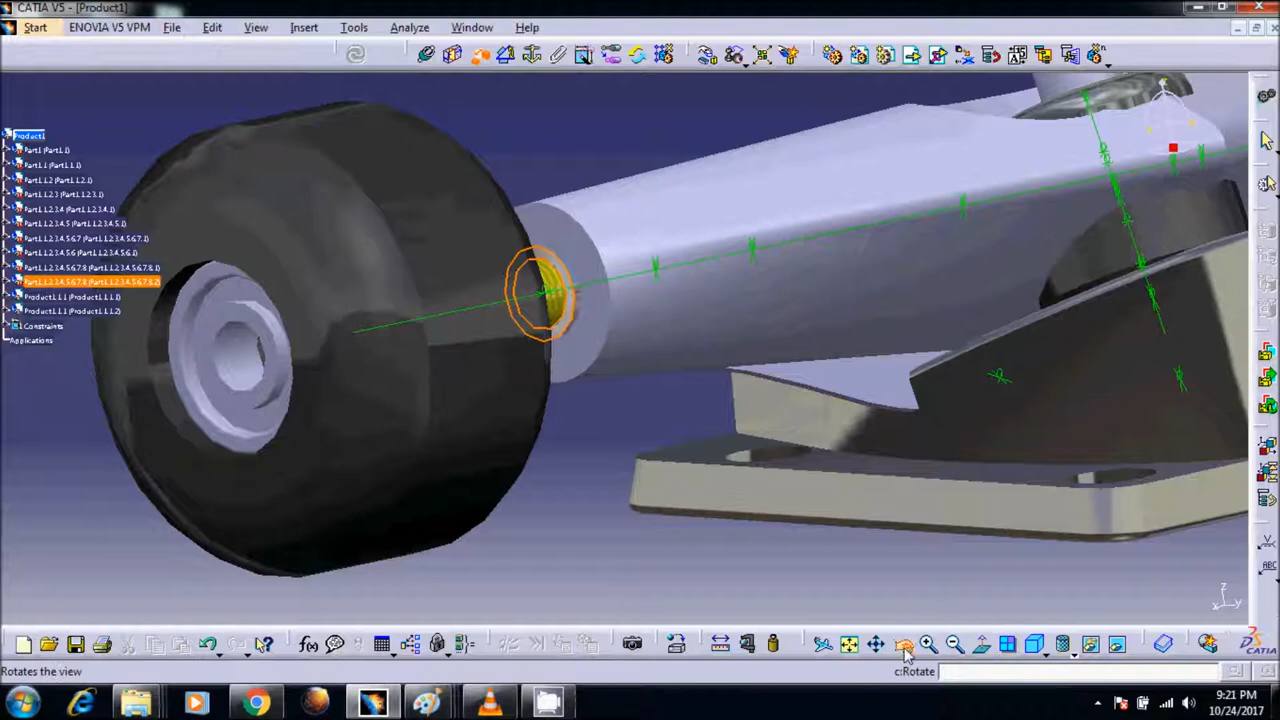 CATIA V5 - [Product1]
Start ENOVIA V5 VPM File Edit View Insert Tools Analyze Window Help
Product1
Part1 (Part1.1)
Part1.1 (Part1.1.1)
Part1.1.2 (Part1.1.2.1)
Part1.1.2.3 (Part1.1.2.3.1)
Part1.1.2.3.4 (Part1.1.2.3.4.1)
Part1.1.2.3.4.5 (Part1.1.2.3.4.5.1)
Part1.1.2.3.4.5.6.7 (Part1.1.2.3.4.5.6.7.1)
Part1.1.2.3.4.5.6 (Part1.1.2.3.4.5.6.1)
Part1.1.2.3.4.5.6.7.8 (Part1.1.2.3.4.5.6.7.8.1)
Part1.1.2.3.4.5.6.7.8 (Part1.1.2.3.4.5.6.7.8.2)
Product1.1.1 (Product1.1.1.1)
Product1.1.1 (Product1.1.1.2)
Constraints
Applications
z
x y
V
ABC
f(x)
CATIA
Rotates the view
c:Rotate
9:21 PM
10/24/2017